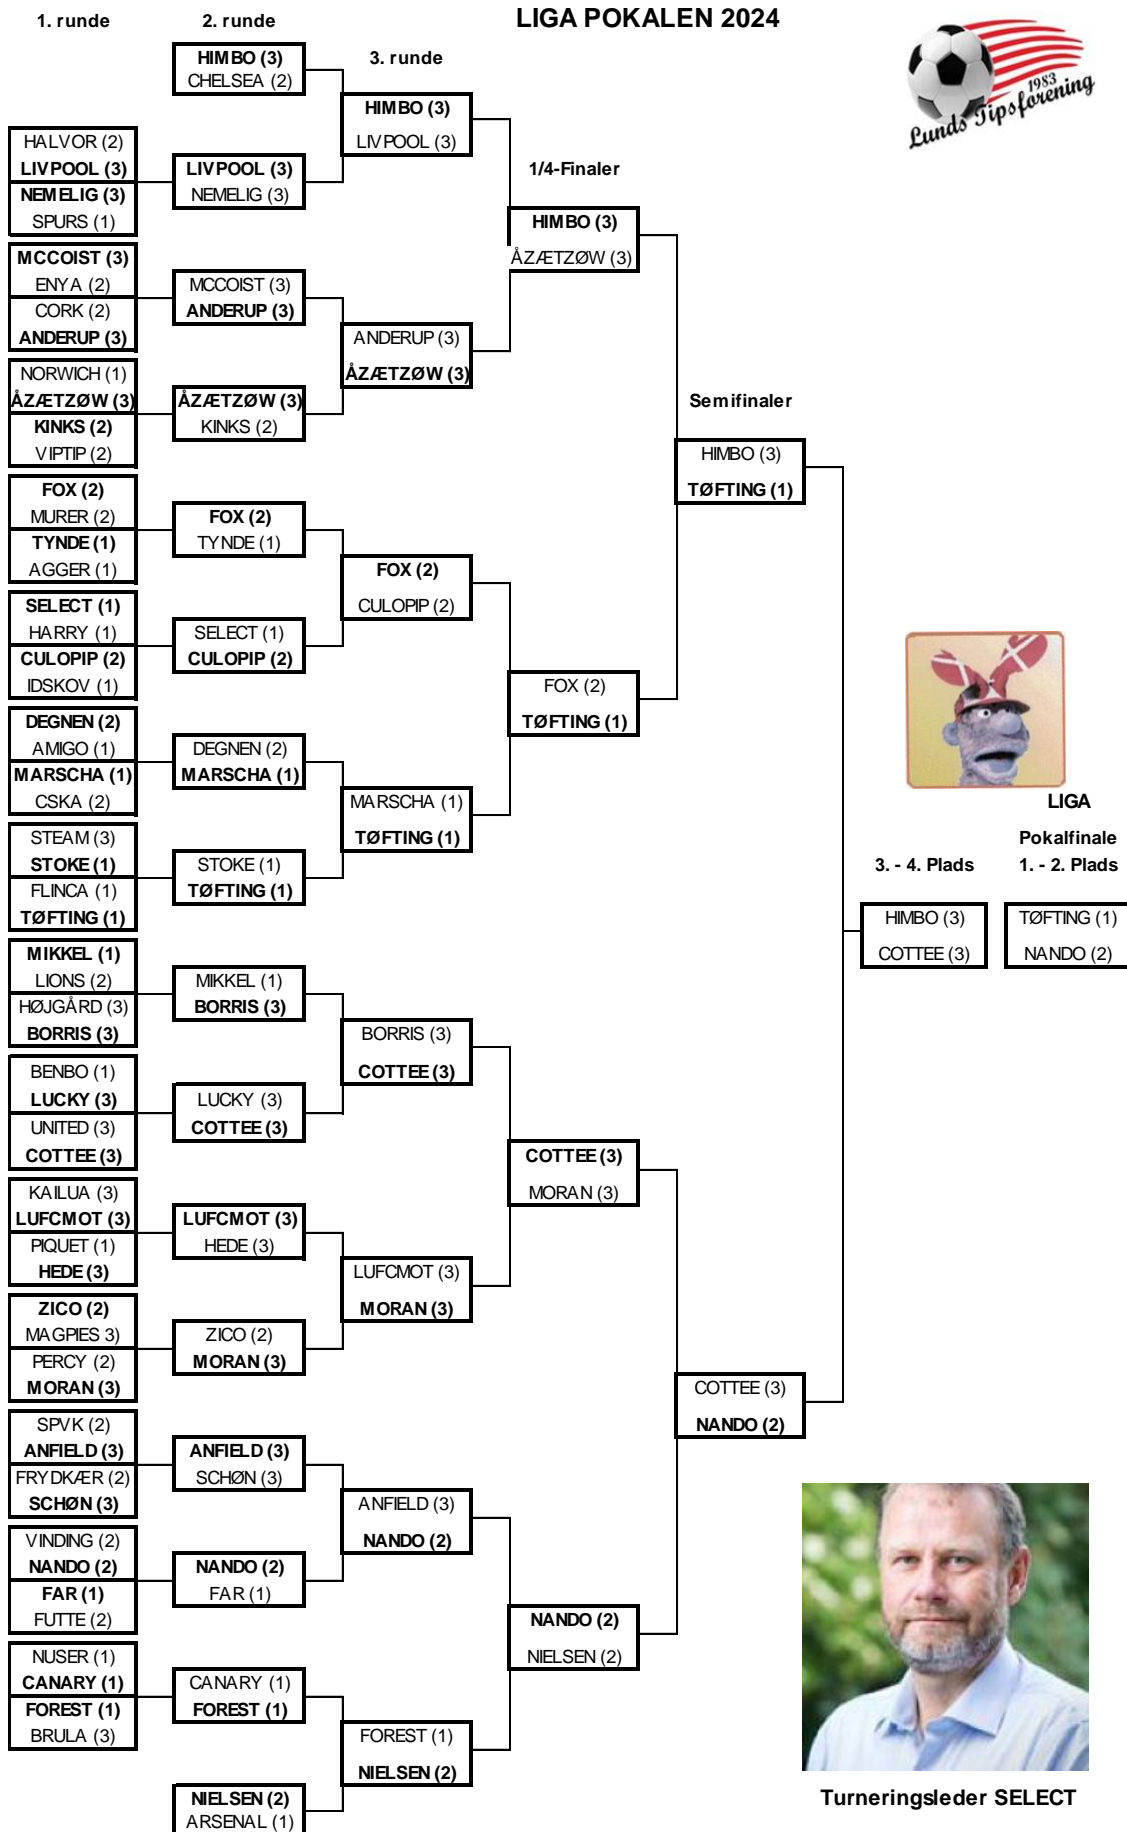 LIGA POKALEN 2024
1983
Lunds Tipsforening
1. runde
HALVOR (2)
LIVPOOL (3)
NEMELIG (3)
SPURS (1)
MCCOIST (3)
ENYA (2)
CORK (2)
ANDERUP (3)
NORWICH (1)
ÅZÆTZØW (3)
KINKS (2)
VIPTIP (2)
FOX (2)
MURER (2)
TYNDE (1)
AGGER (1)
SELECT (1)
HARRY (1)
CULOPIP (2)
IDSKOV (1)
DEGNEN (2)
AMIGO (1)
MARSCHA (1)
CSKA (2)
STEAM (3)
STOKE (1)
FLINCA (1)
TØFTING (1)
MIKKEL (1)
LIONS (2)
HØJGÅRD (3)
BORRIS (3)
BENBO (1)
LUCKY (3)
UNITED (3)
COTTEE (3)
KAILUA (3)
LUFCMOT (3)
PIQUET (1)
HEDE (3)
ZICO (2)
MAGPIES 3)
PERCY (2)
MORAN (3)
SPVK (2)
ANFIELD (3)
FRYDKÆR (2)
SCHØN (3)
VINDING (2)
NANDO (2)
FAR (1)
FUTTE (2)
NUSER (1)
CANARY (1)
FOREST (1)
BRULA (3)
2. runde
HIMBO (3)
CHELSEA (2)
LIVPOOL (3)
NEMELIG (3)
MCCOIST (3)
ANDERUP (3)
ÅZÆTZØW (3)
KINKS (2)
FOX (2)
TYNDE (1)
SELECT (1)
CULOPIP (2)
DEGNEN (2)
MARSCHA (1)
STOKE (1)
TØFTING (1)
MIKKEL (1)
BORRIS (3)
LUCKY (3)
COTTEE (3)
LUFCMOT (3)
HEDE (3)
ZICO (2)
MORAN (3)
ANFIELD (3)
SCHØN (3)
NANDO (2)
FAR (1)
CANARY (1)
FOREST (1)
NIELSEN (2)
ARSENAL (1)
3. runde
HIMBO (3)
LIVPOOL (3)
ANDERUP (3)
ÅZÆTZØW (3)
FOX (2)
CULOPIP (2)
MARSCHA (1)
TØFTING (1)
BORRIS (3)
COTTEE (3)
LUFCMOT (3)
MORAN (3)
ANFIELD (3)
NANDO (2)
FOREST (1)
NIELSEN (2)
1/4-Finaler
HIMBO (3)
ÅZÆTZØW (3)
FOX (2)
TØFTING (1)
COTTEE (3)
MORAN (3)
NANDO (2)
NIELSEN (2)
Semifinaler
HIMBO (3)
TØFTING (1)
COTTEE (3)
NANDO (2)
3. - 4. Plads
HIMBO (3)
COTTEE (3)
LIGA
Pokalfinale
1. - 2. Plads
TØFTING (1)
NANDO (2)
Turneringsleder SELECT